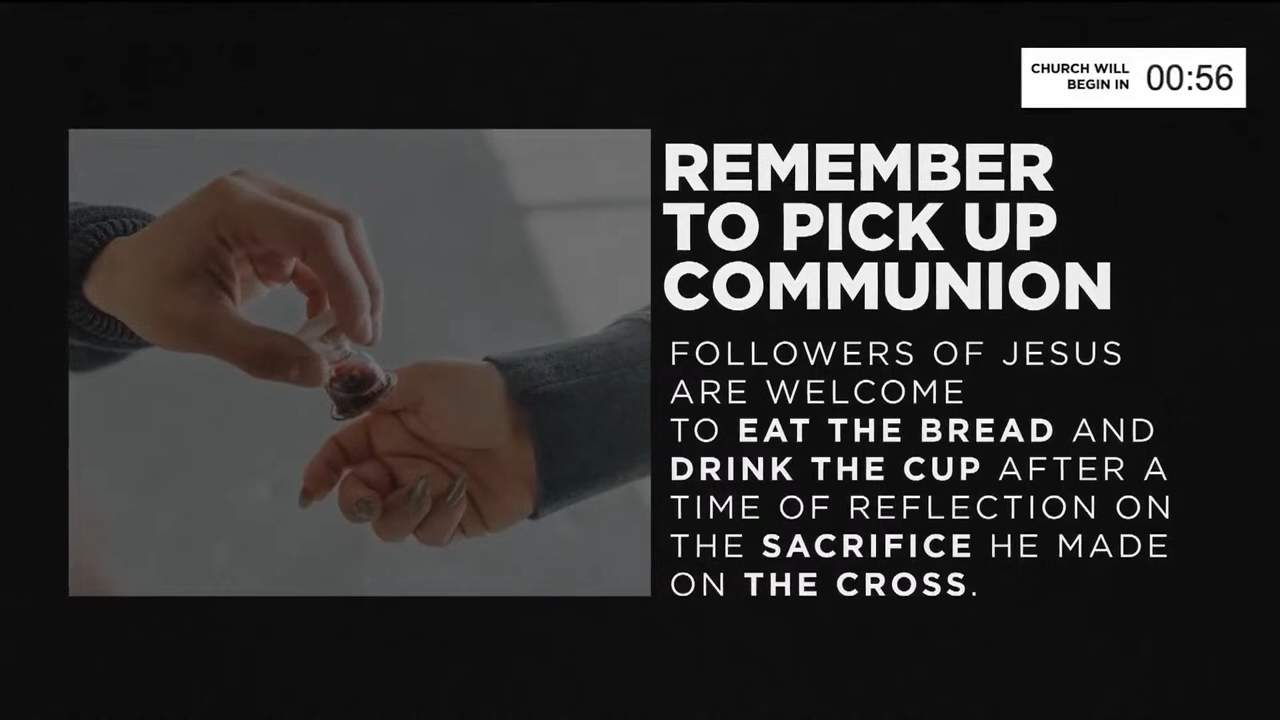 CHURCH WILL
BEGIN IN
00:56
REMEMBER
TO PICK UP
COMMUNION
FOLLOWERS OF JESUS
ARE WELCOME
TO EAT THE BREAD AND
DRINK THE CUP AFTER A
TIME OF REFLECTION ON
THE SACRIFICE HE MADE
ON THE CROSS.